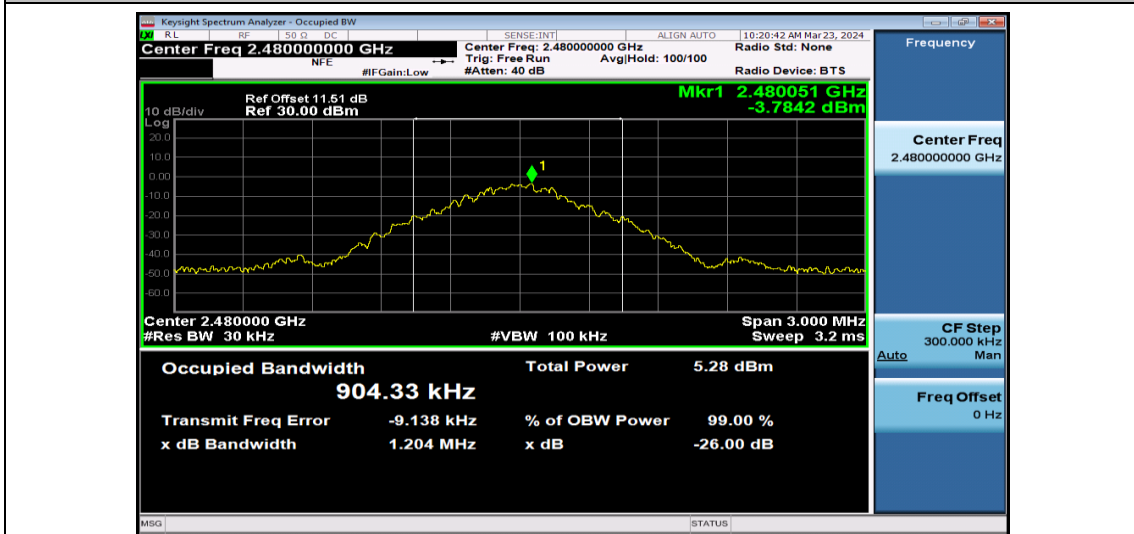 Keysight Spectrum Analyzer - Occupied BW
LXI RL RF 50 Ω DC SENSE:INT ALIGN AUTO 10:20:42 AM Mar 23, 2024
Center Freq 2.480000000 GHz Center Freq: 2.480000000 GHz Radio Std: None
NFE Trig: Free Run Avg|Hold: 100/100
#IFGain:Low #Atten: 40 dB Radio Device: BTS
Frequency
Ref Offset 11.51 dB Mkr1 2.480051 GHz
10 dB/div Ref 30.00 dBm -3.7842 dBm
Log
20.0
10.0
0.00
-10.0
-20.0
-30.0
-40.0
-50.0
-60.0
1
Center 2.480000 GHz Span 3.000 MHz
#Res BW 30 kHz #VBW 100 kHz Sweep 3.2 ms
Occupied Bandwidth Total Power 5.28 dBm
904.33 kHz
Transmit Freq Error -9.138 kHz % of OBW Power 99.00 %
x dB Bandwidth 1.204 MHz x dB -26.00 dB
Center Freq
2.480000000 GHz
CF Step
300.000 kHz
Auto Man
Freq Offset
0 Hz
MSG STATUS